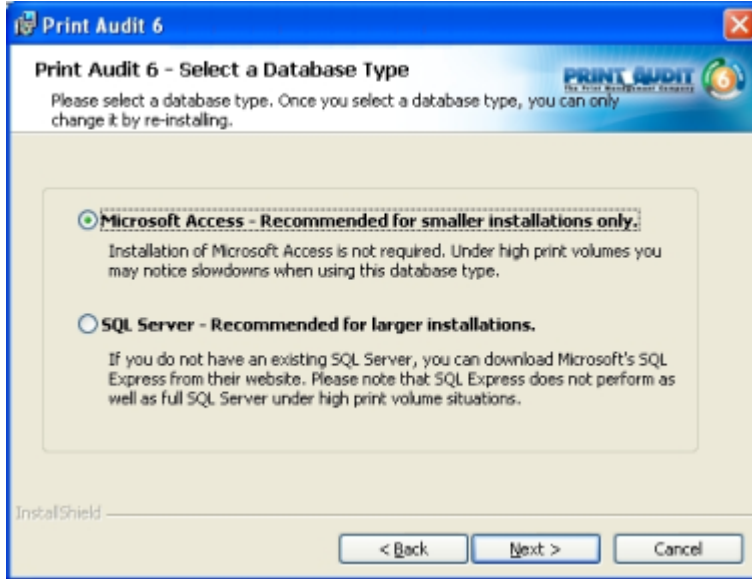 Print Audit 6
Print Audit 6 - Select a Database Type
Please select a database type. Once you select a database type, you can only
change it by re-installing.
PRINT AUDIT 6
The Print Management Company
Microsoft Access - Recommended for smaller installations only.
Installation of Microsoft Access is not required. Under high print volumes you
may notice slowdowns when using this database type.
SQL Server - Recommended for larger installations.
If you do not have an existing SQL Server, you can download Microsoft's SQL
Express from their website. Please note that SQL Express does not perform as
well as full SQL Server under high print volume situations.
InstallShield
< Back
Next >
Cancel